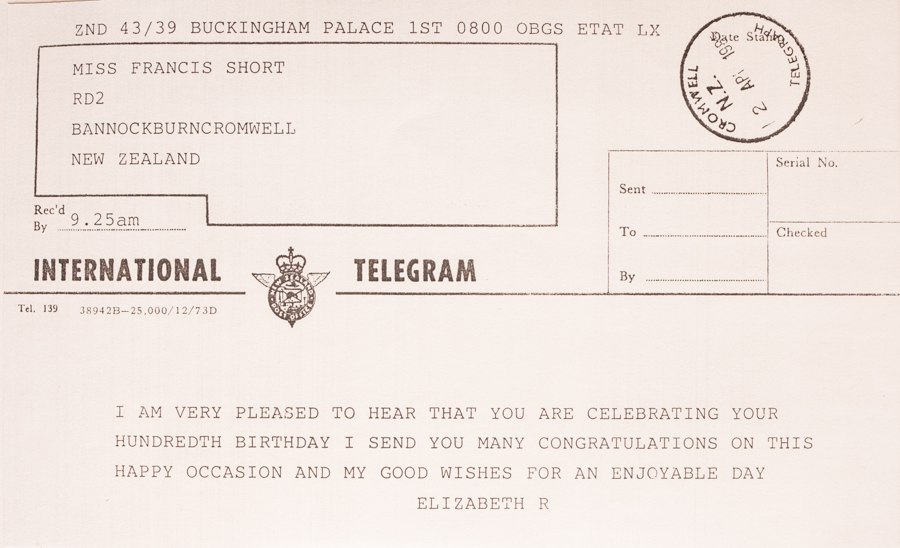 ZND 43/39 BUCKINGHAM PALACE 1ST 0800 OBGS ETAT LX
MISS FRANCIS SHORT
RD2
BANNOCKBURNCROMWELL
NEW ZEALAND
Date Stamp
TELEGRAPH
CROMWELL
N.Z.
2 API
Rec'd
By 9.25am
Sent
To
By
Serial No.
Checked
INTERNATIONAL TELEGRAM
Tel. 139 38942B—25,000/12/73D
I AM VERY PLEASED TO HEAR THAT YOU ARE CELEBRATING YOUR
HUNDREDTH BIRTHDAY I SEND YOU MANY CONGRATULATIONS ON THIS
HAPPY OCCASION AND MY GOOD WISHES FOR AN ENJOYABLE DAY
ELIZABETH R